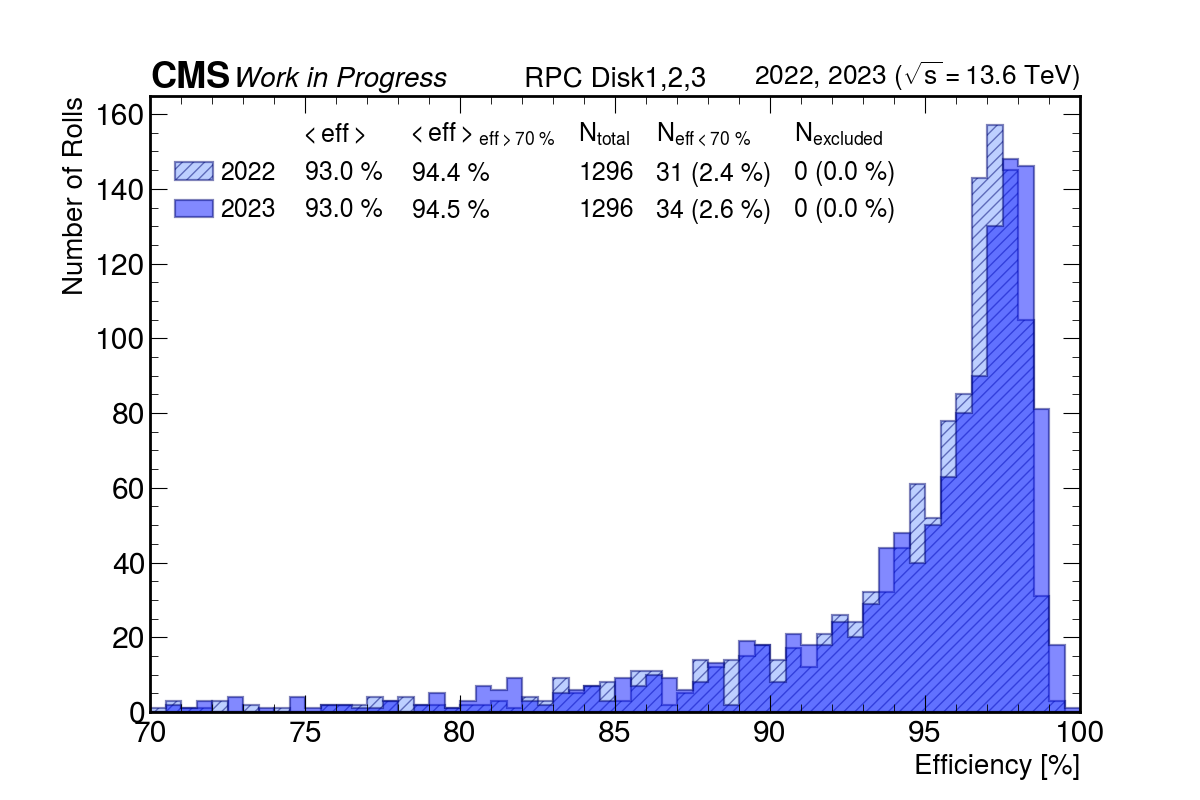 CMS Work in Progress RPC Disk1,2,3 2022, 2023 (√s = 13.6 TeV)
Number of Rolls
< eff > < eff > eff > 70 % Ntotal Neff < 70 % Nexcluded
2022 93.0 % 94.4 % 1296 31 (2.4 %) 0 (0.0 %)
2023 93.0 % 94.5 % 1296 34 (2.6 %) 0 (0.0 %)
160
140
120
100
80
60
40
20
0
70 75 80 85 90 95 100
Efficiency [%]